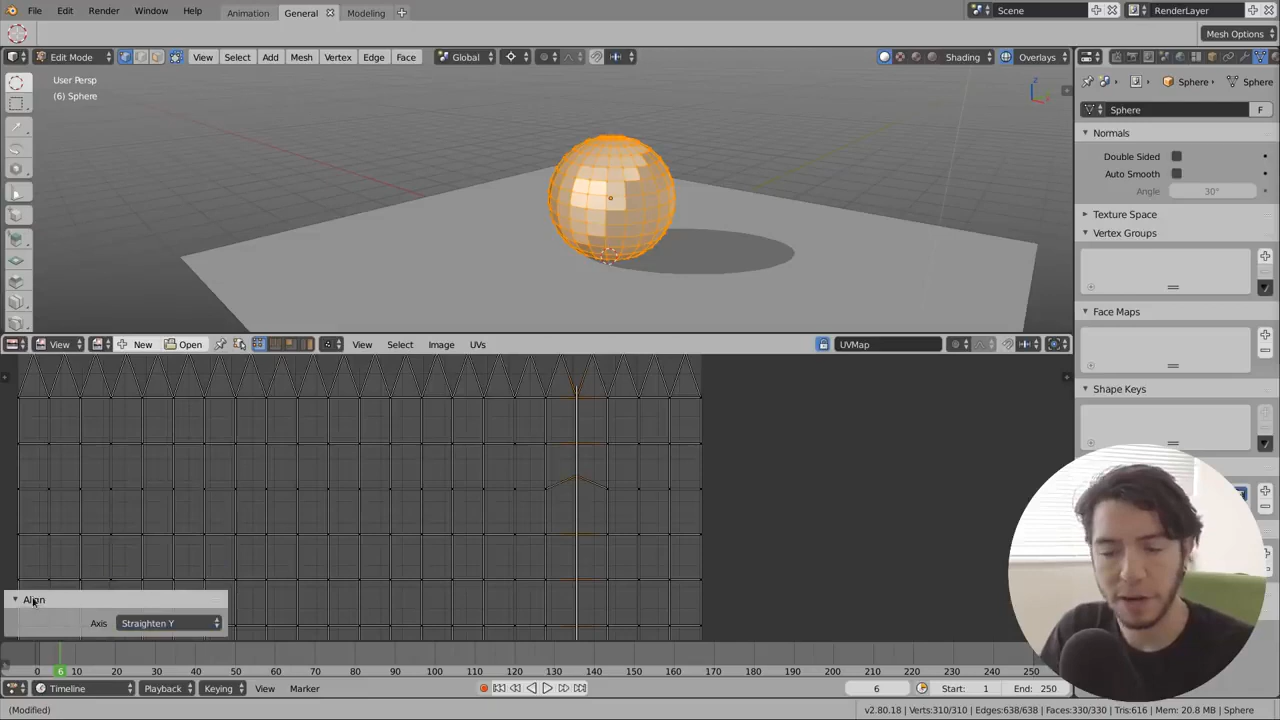 File Edit Render Window Help Animation General Modeling Scene RenderLayer
Mesh Options
Edit Mode View Select Add Mesh Vertex Edge Face Global Shading Overlays
User Persp
(6) Sphere
Sphere Sphere
Sphere F
Normals
Double Sided
Auto Smooth
Angle 30°
Texture Space
Vertex Groups
Face Maps
Shape Keys
View New Open View Select Image UVs UVMap
Align
Axis Straighten Y
0 6 10 20 30 40 50 60 70 80 90 100 110 120 130 140 150 160 170 180 190 200 210 220 230 240 250
Timeline Playback Keying View Marker 6 Start: 1 End: 250
(Modified) v2.80.18 | Verts:310/310 | Edges:638/638 | Faces:330/330 | Tris:616 | Mem: 20.8 MB | Sphere